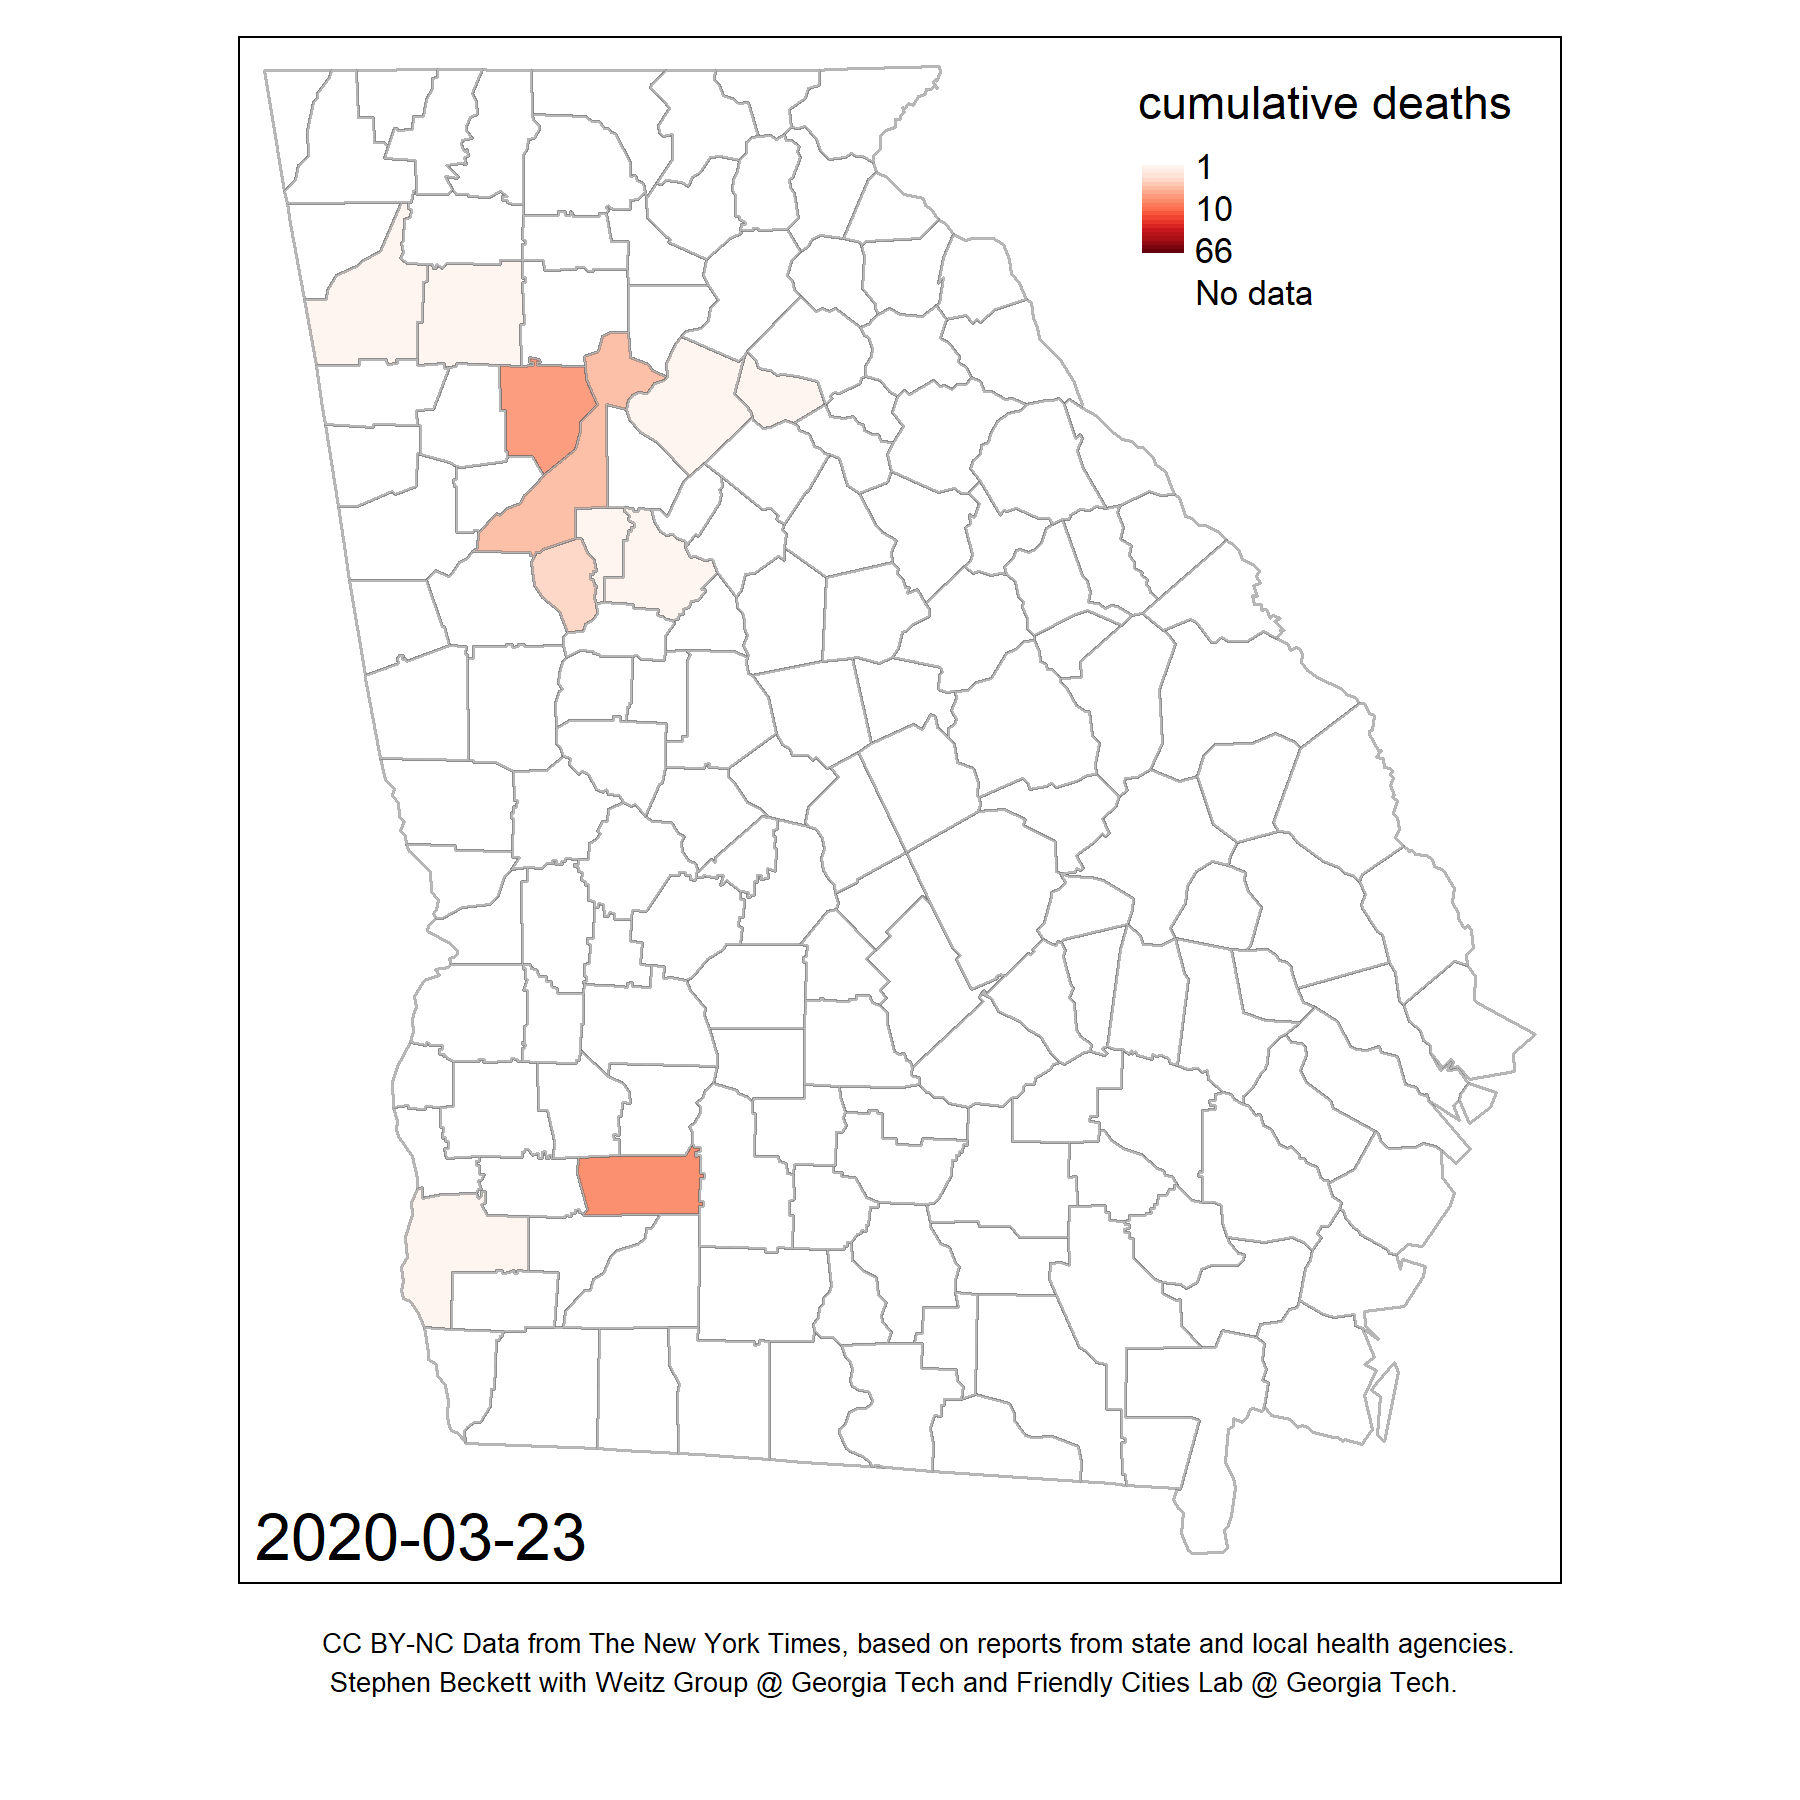 cumulative deaths
1
10
66
No data
2020-03-23
CC BY-NC Data from The New York Times, based on reports from state and local health agencies.
Stephen Beckett with Weitz Group @ Georgia Tech and Friendly Cities Lab @ Georgia Tech.